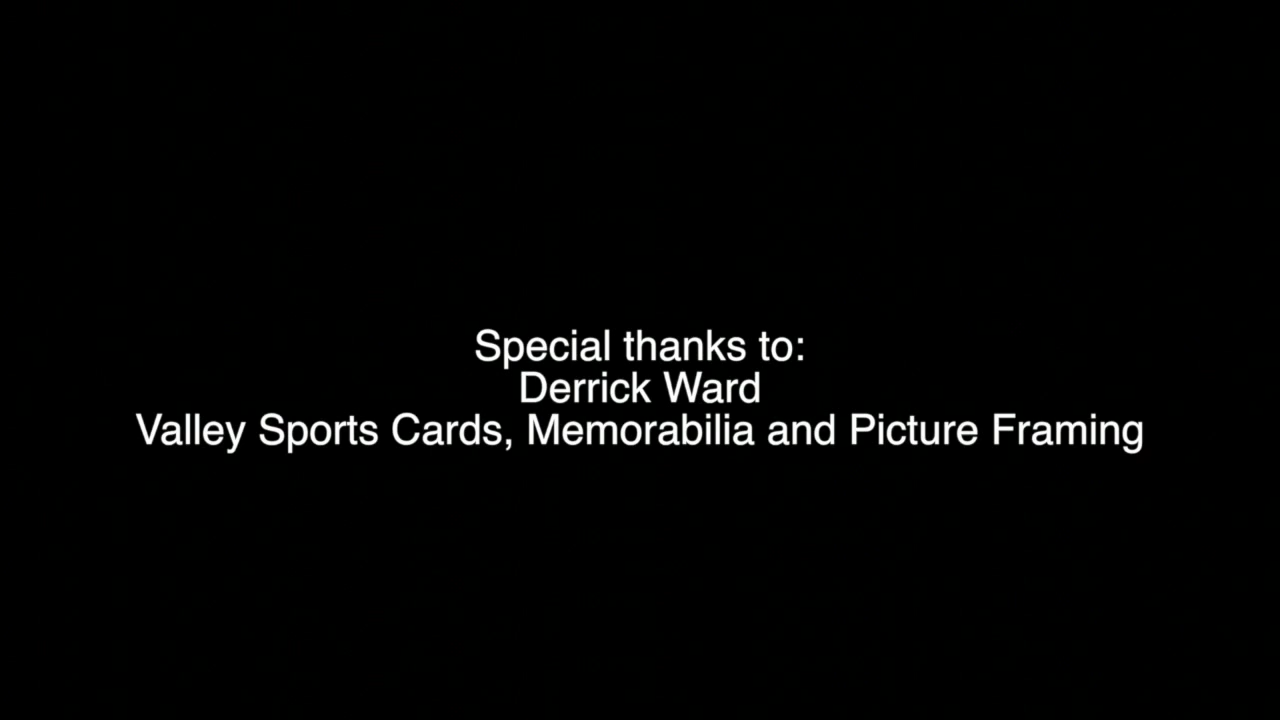 Special thanks to:
Derrick Ward
Valley Sports Cards, Memorabilia and Picture Framing